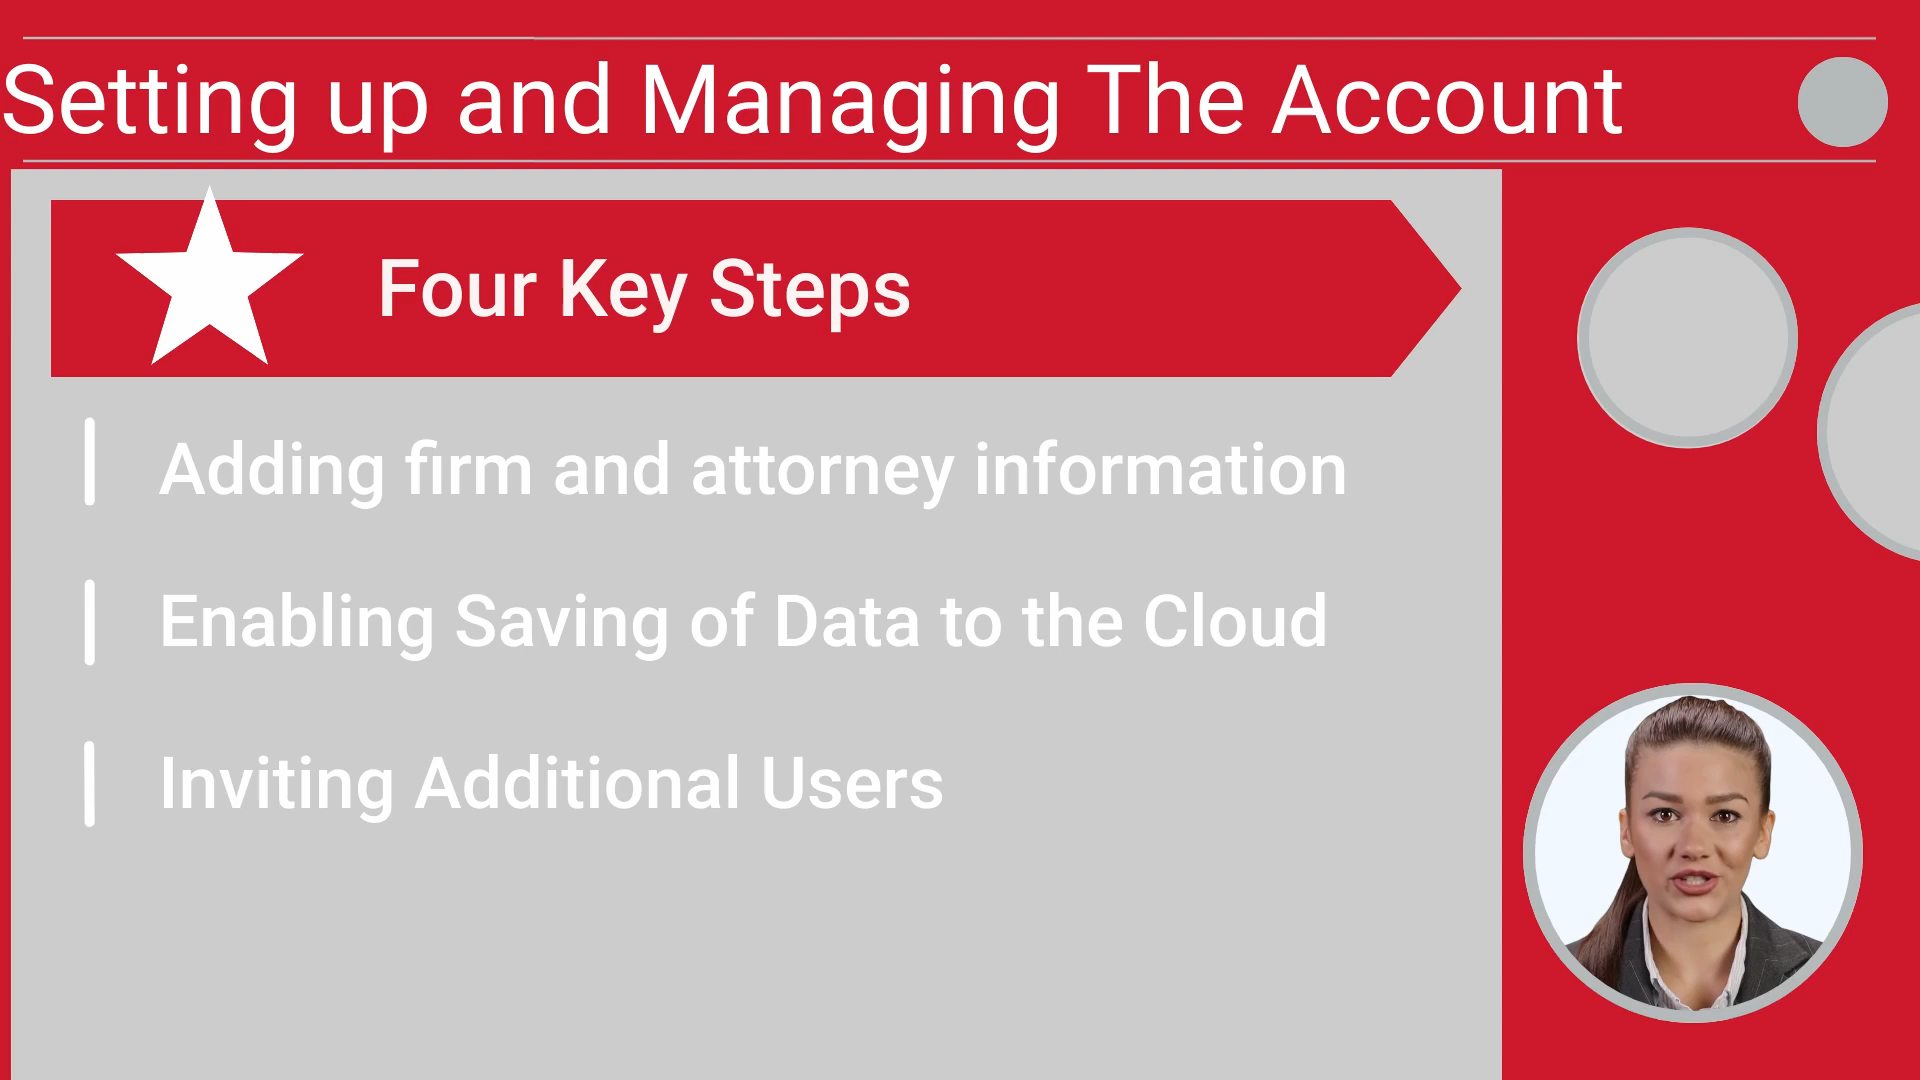 Setting up and Managing The Account
Four Key Steps
Adding firm and attorney information
Enabling Saving of Data to the Cloud
Inviting Additional Users